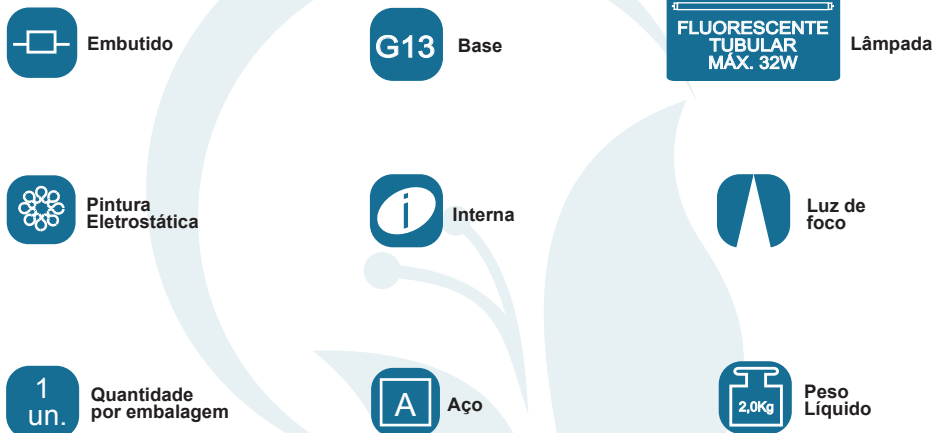 Embutido
G13
Base
FLUORESCENTE
TUBULAR
MÁX. 32W
Lâmpada
Pintura
Eletrostática
i
Interna
Luz de
foco
1
un.
Quantidade
por embalagem
A
Aço
2,0Kg
Peso
Líquido